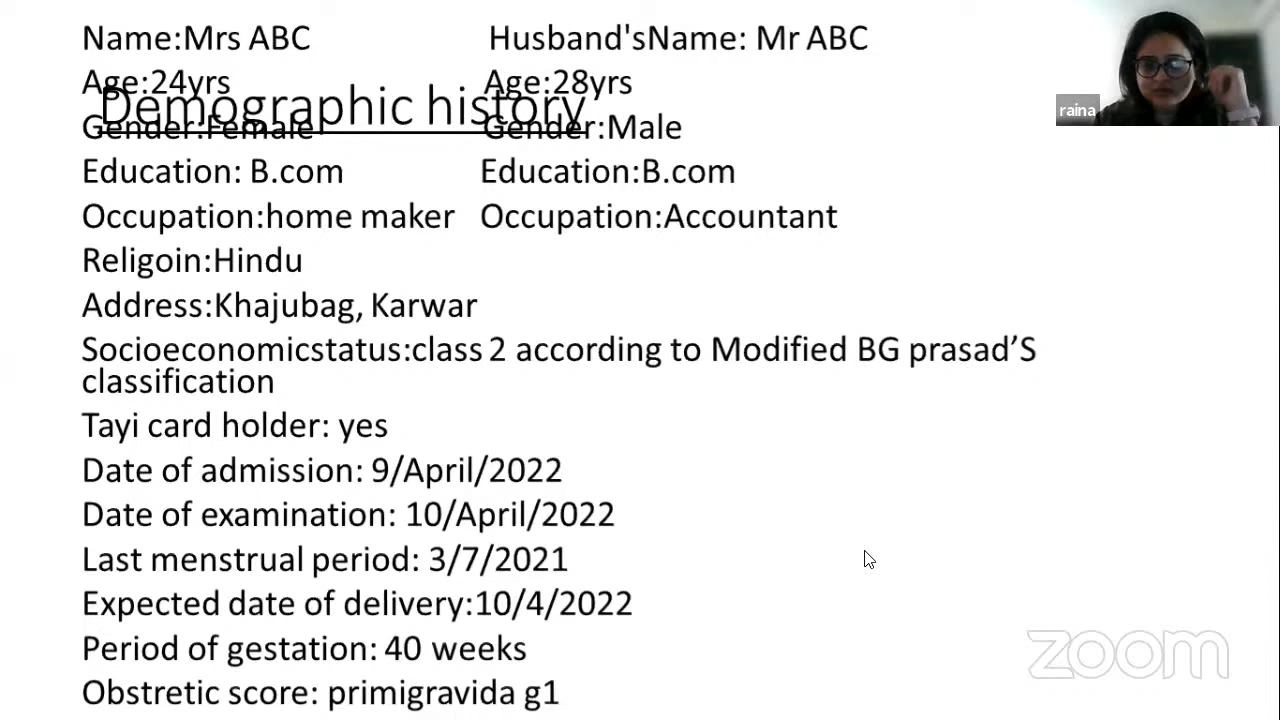 Name:Mrs ABC Husband'sName: Mr ABC
Age:24yrs Age:28yrs
Demographic history
Gender:Female Gender:Male
Education: B.com Education:B.com
Occupation:home maker Occupation:Accountant
Religoin:Hindu
Address:Khajubag, Karwar
Socioeconomicstatus:class 2 according to Modified BG prasad’S
classification
Tayi card holder: yes
Date of admission: 9/April/2022
Date of examination: 10/April/2022
Last menstrual period: 3/7/2021
Expected date of delivery:10/4/2022
Period of gestation: 40 weeks
Obstretic score: primigravida g1
raina
zoom